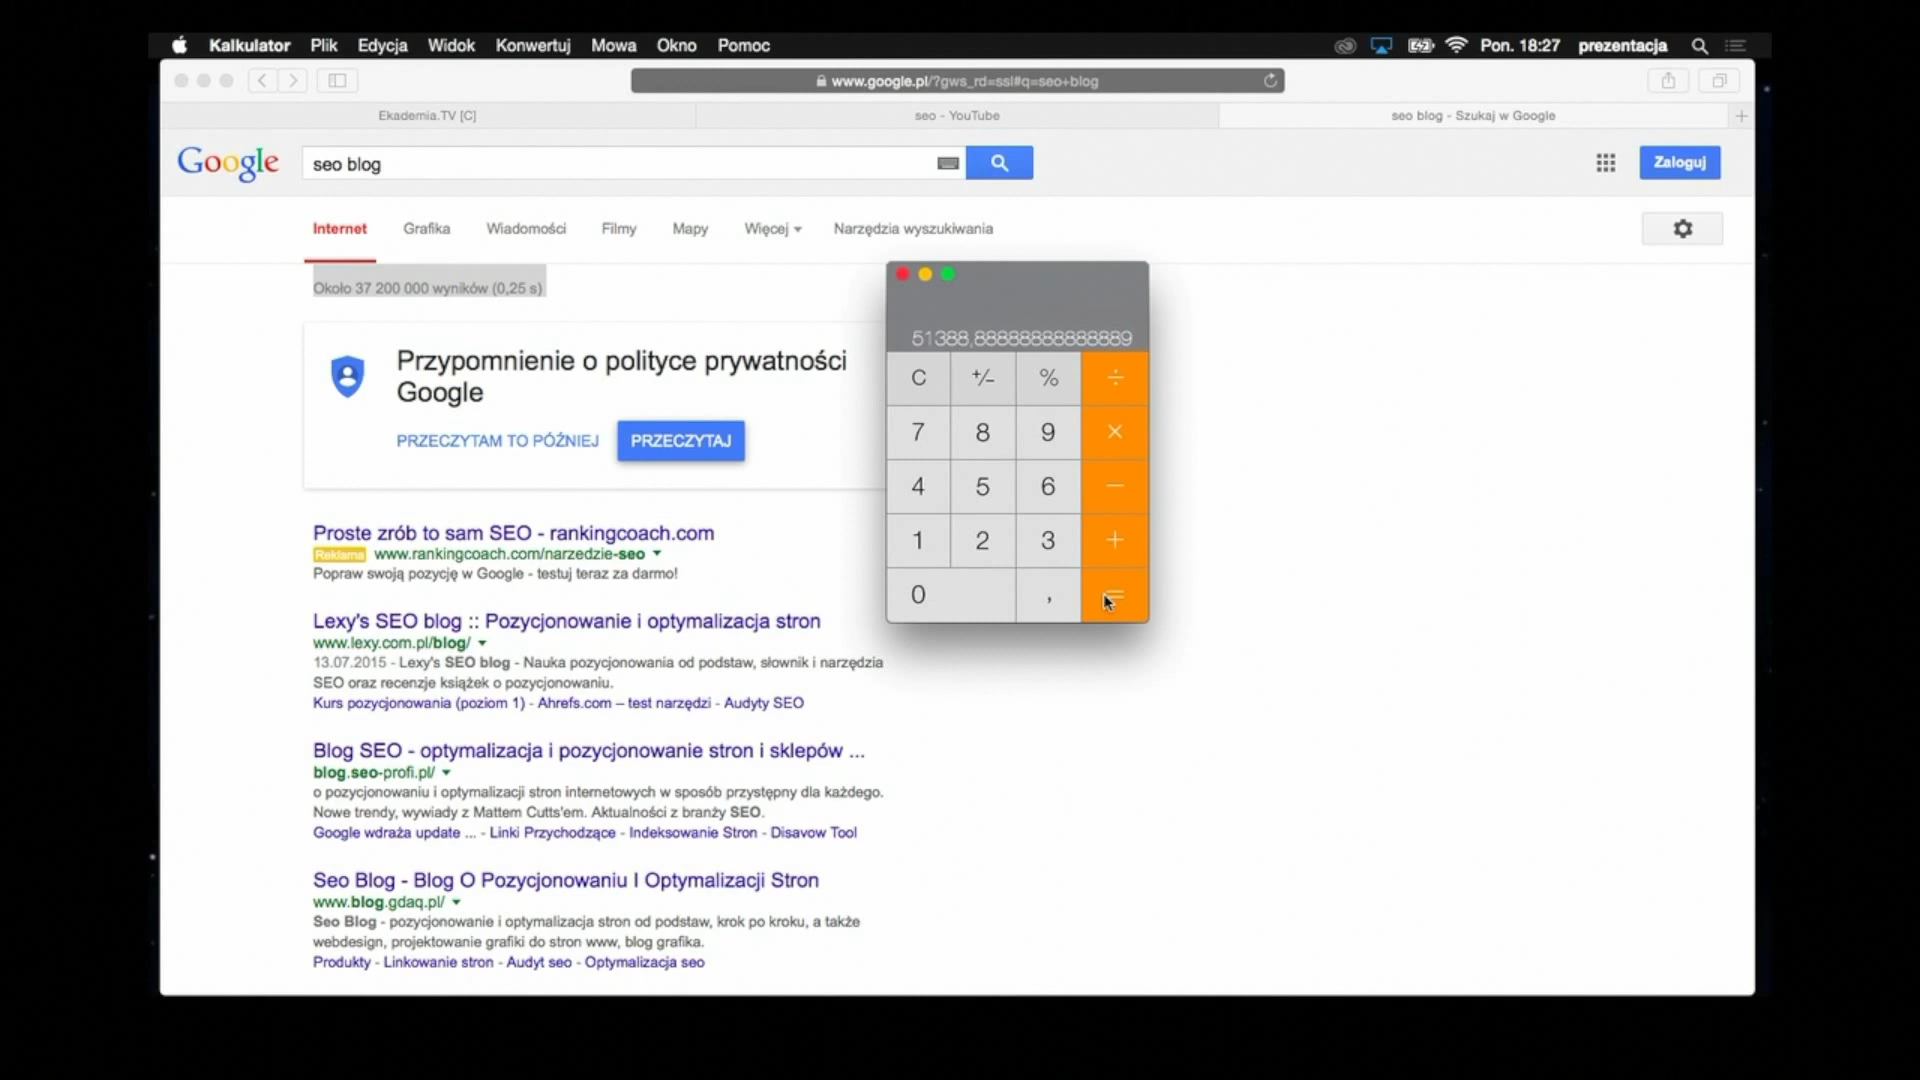 Kalkulator Plik Edycja Widok Konwertuj Mowa Okno Pomoc Pon. 18:27 prezentacja
www.google.pl/?gws_rd=ssl#q=seo+blog
Ekademia.TV [C] seo - YouTube seo blog - Szukaj w Google +
Google seo blog Zaloguj
Internet Grafika Wiadomości Filmy Mapy Więcej Narzędzia wyszukiwania
Około 37 200 000 wyników (0,25 s)
Przypomnienie o polityce prywatności
Google
PRZECZYTAM TO PÓŹNIEJ PRZECZYTAJ
51388,88888888888889
C +/- % ÷
7 8 9 ×
4 5 6 −
1 2 3 +
0 , =
Proste zrób to sam SEO - rankingcoach.com
Reklama www.rankingcoach.com/narzedzie-seo
Popraw swoją pozycję w Google - testuj teraz za darmo!
Lexy's SEO blog :: Pozycjonowanie i optymalizacja stron
www.lexy.com.pl/blog/
13.07.2015 - Lexy's SEO blog - Nauka pozycjonowania od podstaw, słownik i narzędzia
SEO oraz recenzje książek o pozycjonowaniu.
Kurs pozycjonowania (poziom 1) - Ahrefs.com – test narzędzi - Audyty SEO
Blog SEO - optymalizacja i pozycjonowanie stron i sklepów ...
blog.seo-profi.pl/
o pozycjonowaniu i optymalizacji stron internetowych w sposób przystępny dla każdego.
Nowe trendy, wywiady z Mattem Cutts'em. Aktualności z branży SEO.
Google wdraża update ... - Linki Przychodzące - Indeksowanie Stron - Disavow Tool
Seo Blog - Blog O Pozycjonowaniu I Optymalizacji Stron
www.blog.gdaq.pl/
Seo Blog - pozycjonowanie i optymalizacja stron od podstaw, krok po kroku, a także
webdesign, projektowanie grafiki do stron www, blog grafika.
Produkty - Linkowanie stron - Audyt seo - Optymalizacja seo